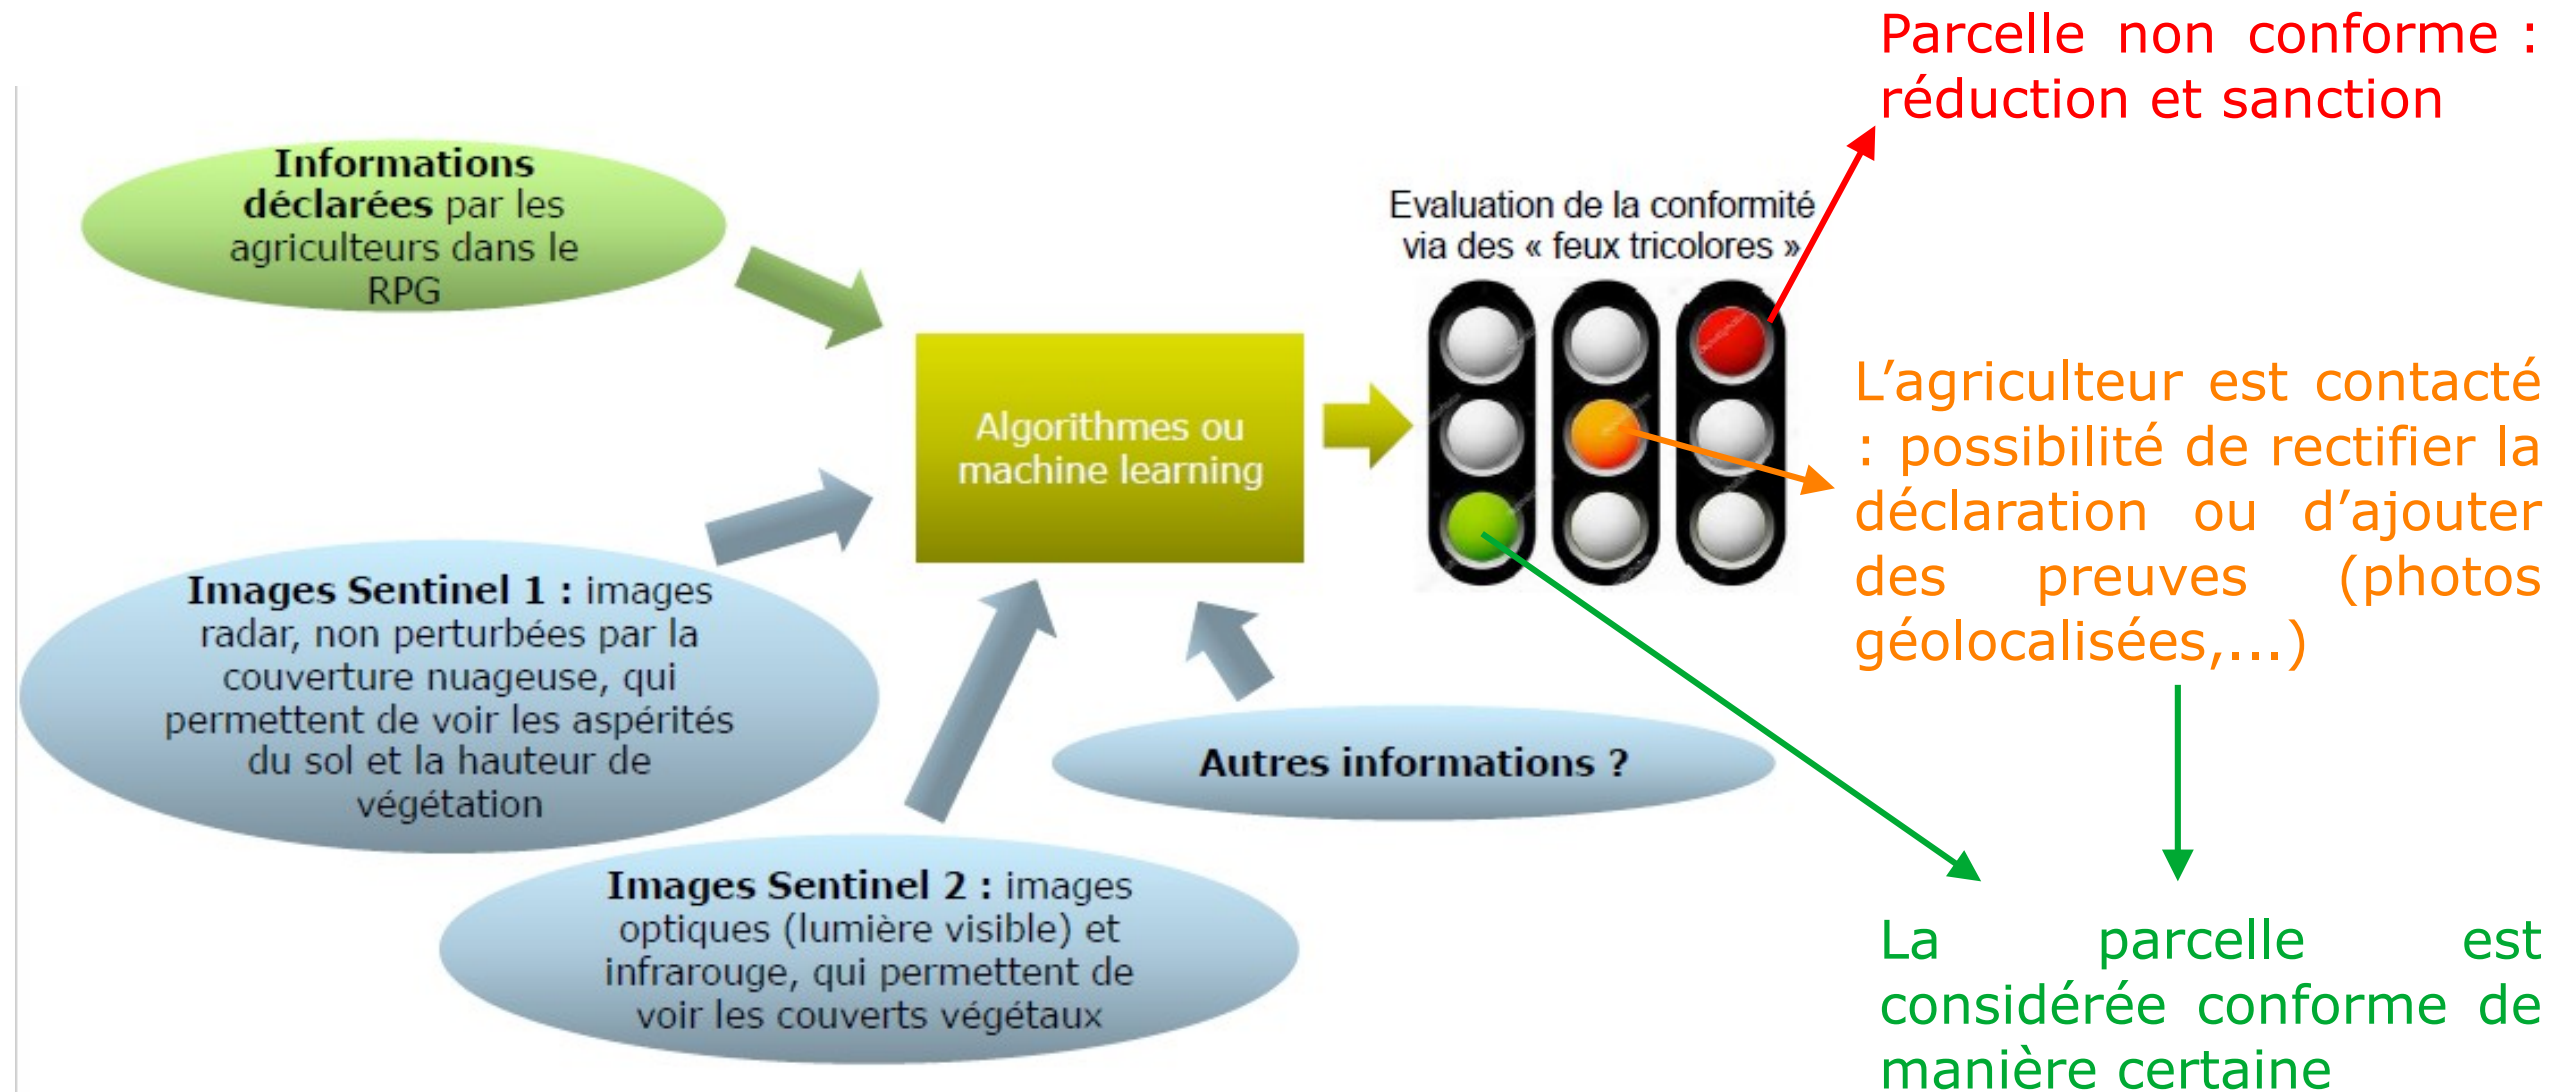 Parcelle non conforme :
réduction et sanction
Informations
déclarées par les
agriculteurs dans le
RPG
Evaluation de la conformité
via des « feux tricolores »
Algorithmes ou
machine learning
L’agriculteur est contacté
: possibilité de rectifier la
déclaration ou d’ajouter
des preuves (photos
géolocalisées,...)
Images Sentinel 1 : images
radar, non perturbées par la
couverture nuageuse, qui
permettent de voir les aspérités
du sol et la hauteur de
végétation
Autres informations ?
Images Sentinel 2 : images
optiques (lumière visible) et
infrarouge, qui permettent de
voir les couverts végétaux
La parcelle est
considérée conforme de
manière certaine